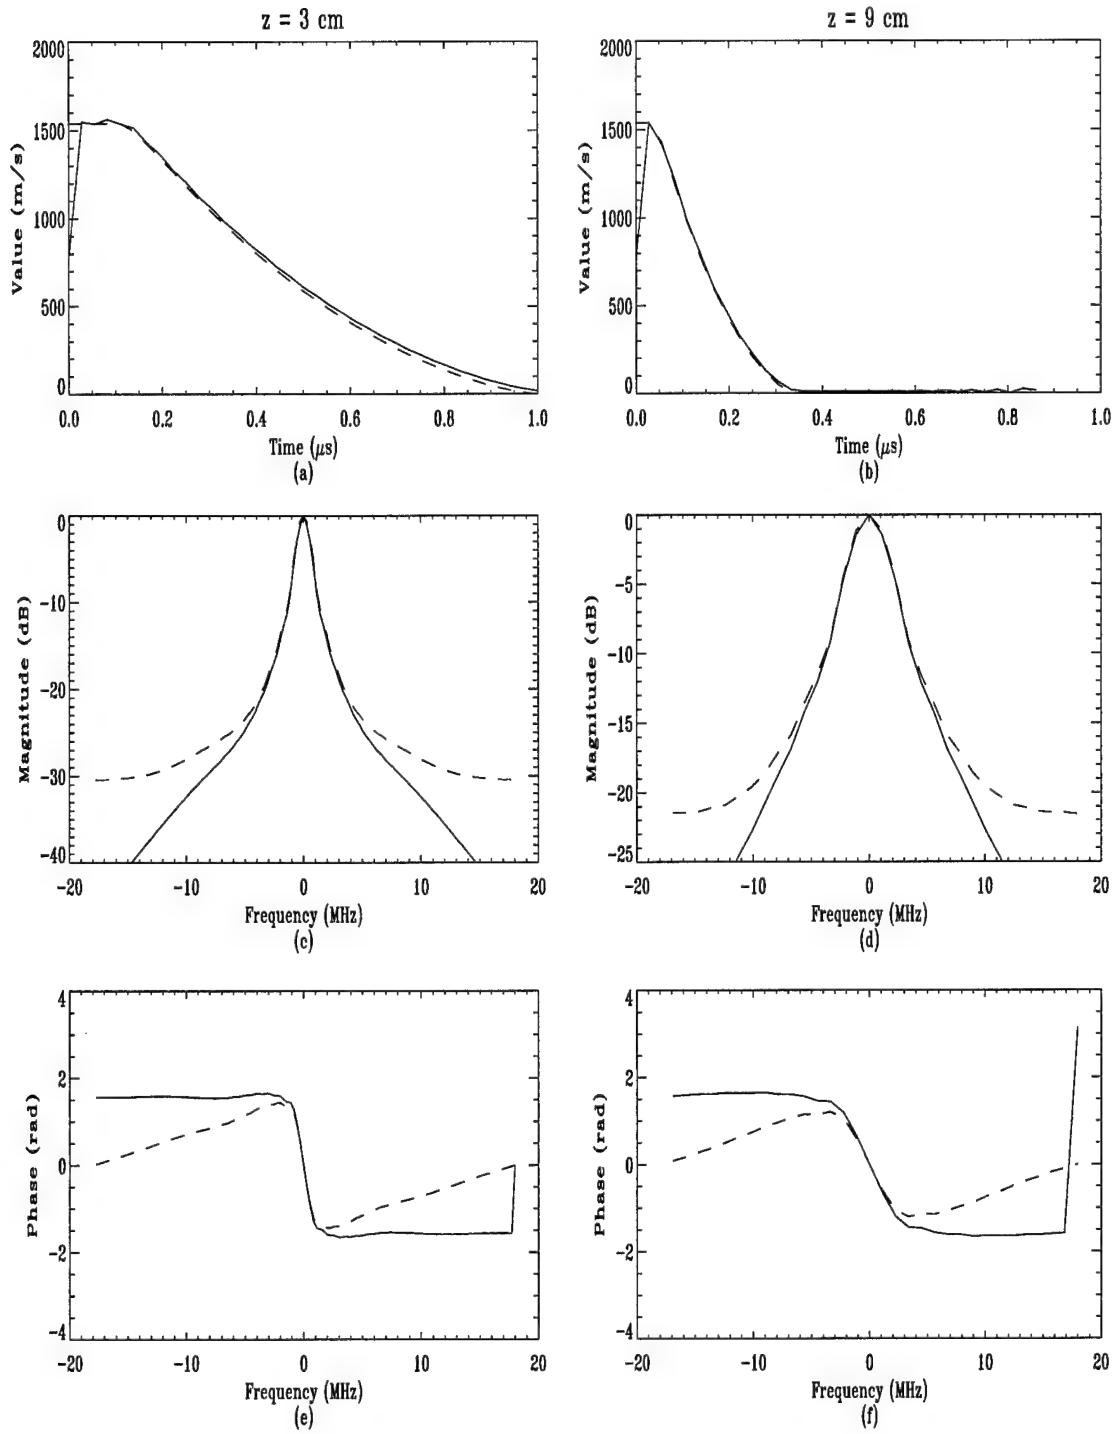 z = 3 cm
z = 9 cm
2000
1500
1000
500
0
Value (m/s)
0.0 0.2 0.4 0.6 0.8 1.0
Time (μs)
(a)
2000
1500
1000
500
0
Value (m/s)
0.0 0.2 0.4 0.6 0.8 1.0
Time (μs)
(b)
0
-10
-20
-30
-40
Magnitude (dB)
-20 -10 0 10 20
Frequency (MHz)
(c)
0
-5
-10
-15
-20
-25
Magnitude (dB)
-20 -10 0 10 20
Frequency (MHz)
(d)
4
2
0
-2
-4
Phase (rad)
-20 -10 0 10 20
Frequency (MHz)
(e)
4
2
0
-2
-4
Phase (rad)
-20 -10 0 10 20
Frequency (MHz)
(f)